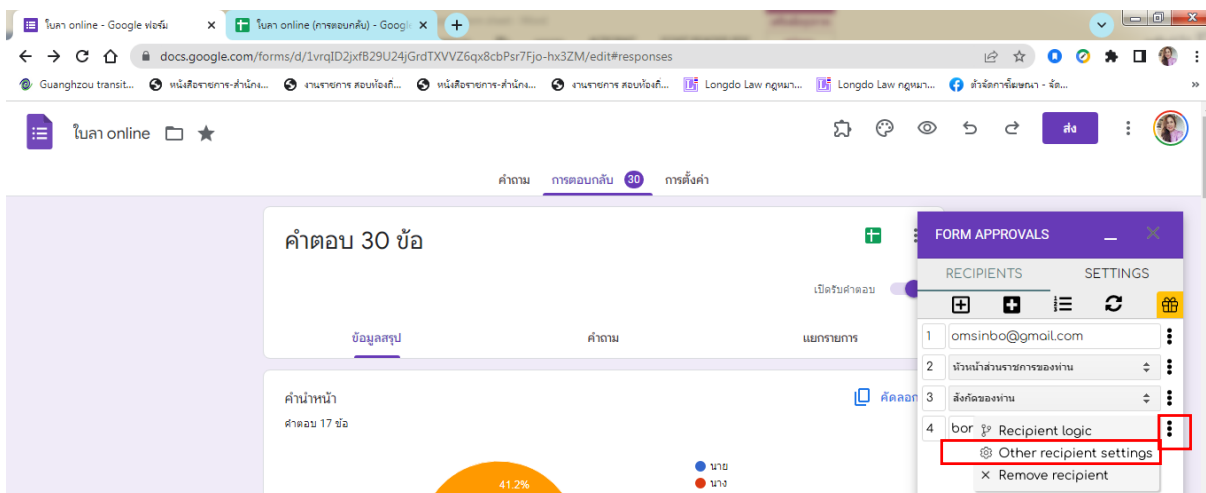 ใบลา online - Google ฟอร์ม
ใบลา online (การตอบกลับ) - Googl
docs.google.com/forms/d/1vrqID2jxfB29U24jGrdTXVVZ6qx8cbPsr7Fjo-hx3ZM/edit#responses
Guanghzou transit...
หนังสือราชการ-สำนัก...
งานราชการ สอบท้องถิ่...
หนังสือราชการ-สำนัก...
งานราชการ สอบท้องถิ่...
Longdo Law กฎหมา...
Longdo Law กฎหมา...
ตัวจัดการโฆษณา - จัด...
ใบลา online
ส่ง
คำถาม การตอบกลับ 30 การตั้งค่า
คำตอบ 30 ข้อ
เปิดรับคำตอบ
ข้อมูลสรุป คำถาม แยกรายการ
คำนำหน้า
คัดลอก
คำตอบ 17 ข้อ
41.2%
นาย
นาง
FORM APPROVALS
RECIPIENTS SETTINGS
1 omsinbo@gmail.com
2 หัวหน้าส่วนราชการของท่าน
3 สังกัดของท่าน
4 bor
Recipient logic
Other recipient settings
Remove recipient